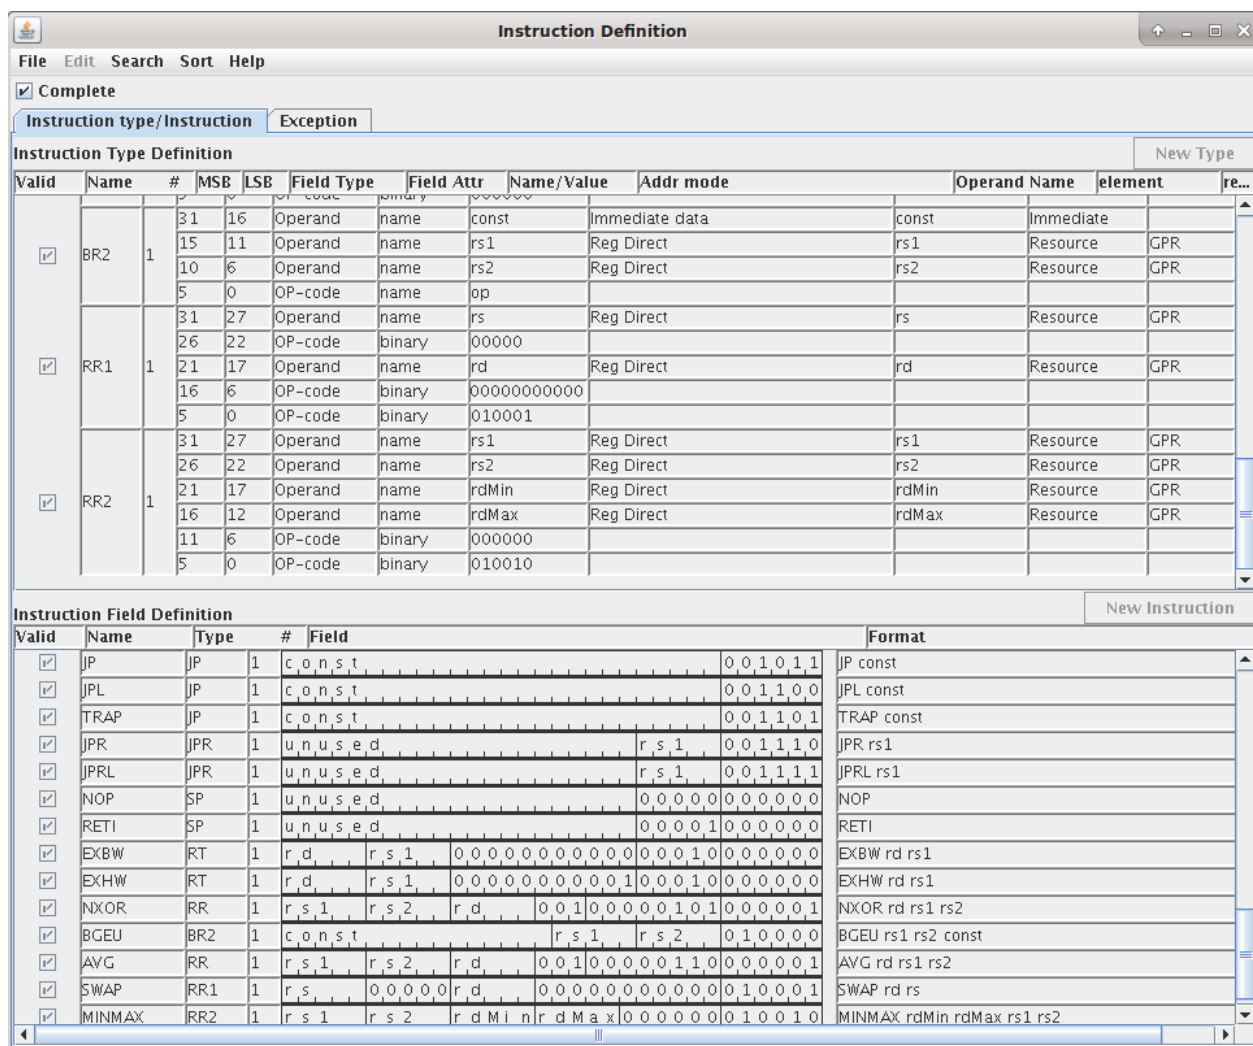 Instruction Definition
File Edit Search Sort Help
Complete
Instruction type/Instruction Exception
Instruction Type Definition New Type
Valid Name # MSB LSB Field Type Field Attr Name/Value Addr mode Operand Name element re...
31 16 Operand name const Immediate data const Immediate
15 11 Operand name rs1 Reg Direct rs1 Resource GPR
BR2 1
10 6 Operand name rs2 Reg Direct rs2 Resource GPR
5 0 OP-code name op
31 27 Operand name rs Reg Direct rs Resource GPR
26 22 OP-code binary 00000
RR1 1 21 17 Operand name rd Reg Direct rd Resource GPR
16 6 OP-code binary 00000000000
5 0 OP-code binary 010001
31 27 Operand name rs1 Reg Direct rs1 Resource GPR
26 22 Operand name rs2 Reg Direct rs2 Resource GPR
21 17 Operand name rdMin Reg Direct rdMin Resource GPR
RR2 1
16 12 Operand name rdMax Reg Direct rdMax Resource GPR
11 6 OP-code binary 000000
5 0 OP-code binary 010010
Instruction Field Definition New Instruction
Valid Name Type # Field Format
JP JP 1 const 001011 JP const
JPL JP 1 const 001100 JPL const
TRAP JP 1 const 001101 TRAP const
JPR JPR 1 unused rs1 001110 JPR rs1
JPRL JPR 1 unused rs1 001111 JPRL rs1
NOP SP 1 unused 00000 000000 NOP
RETI SP 1 unused 00001 000000 RETI
EXBW RT 1 rd rs1 00000000000 00010 000000 EXBW rd rs1
EXHW RT 1 rd rs1 00000000001 00010 000000 EXHW rd rs1
NXOR RR 1 rs1 rs2 rd 001 00000101 000001 NXOR rd rs1 rs2
BGEU BR2 1 const rs1 rs2 010000 BGEU rs1 rs2 const
AVG RR 1 rs1 rs2 rd 001 00000110 000001 AVG rd rs1 rs2
SWAP RR1 1 rs 00000 rd 00000000000 010001 SWAP rd rs
MINMAX RR2 1 rs1 rs2 rdMin rdMax 000000 010010 MINMAX rdMin rdMax rs1 rs2